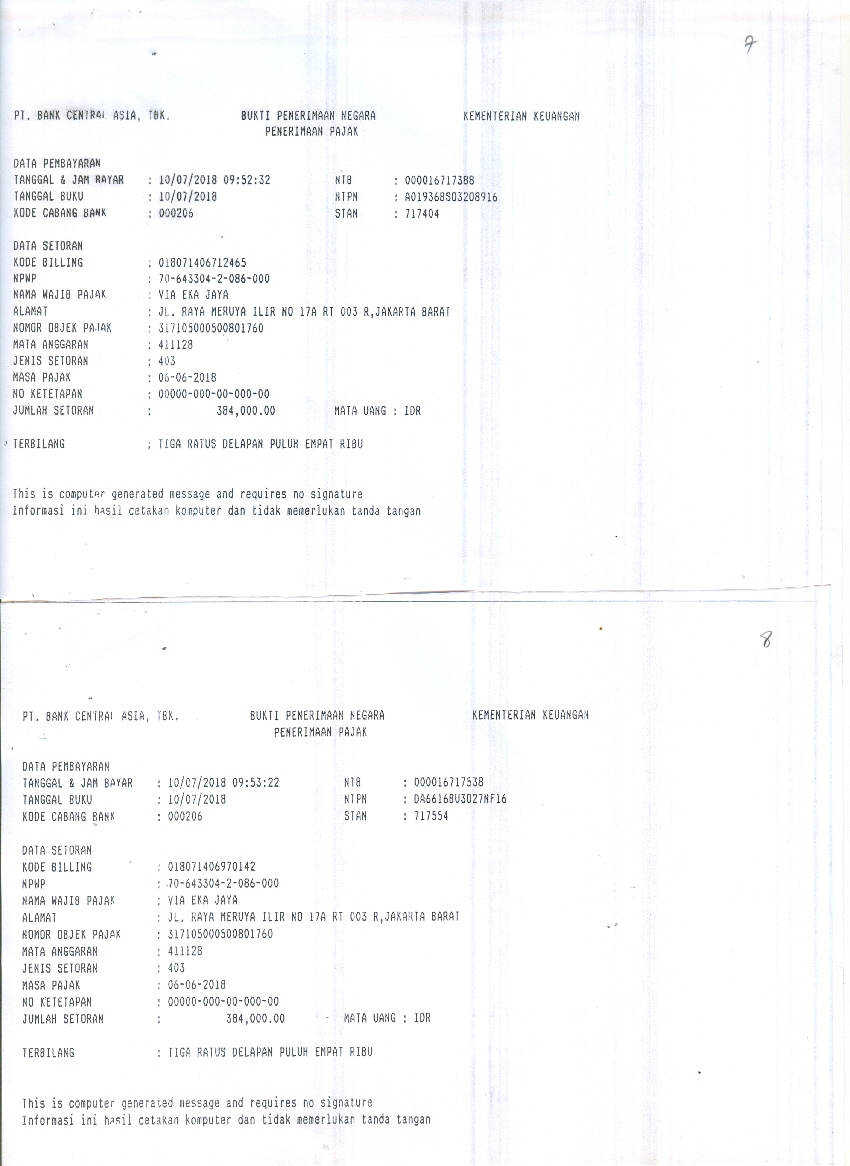 7
PT. BANK CENTRAL ASIA, TBK. BUKTI PENERIMAAN NEGARA KEMENTERIAN KEUANGAN
PENERIMAAN PAJAK
DATA PEMBAYARAN
TANGGAL & JAM BAYAR : 10/07/2018 09:52:32 NTB : 000016717388
TANGGAL BUKU : 10/07/2018 NTPN : A019368S03208916
KODE CABANG BANK : 000206 STAN : 717404
DATA SETORAN
KODE BILLING : 018071406712465
NPWP : 70-643304-2-086-000
NAMA WAJIB PAJAK : VIA EKA JAYA
ALAMAT : JL. RAYA MERUYA ILIR NO 17A RT 003 R,JAKARTA BARAT
NOMOR OBJEK PAJAK : 317105000500801760
MATA ANGGARAN : 411128
JENIS SETORAN : 403
MASA PAJAK : 06-06-2018
NO KETETAPAN : 00000-000-00-000-00
JUMLAH SETORAN : 384,000.00 MATA UANG : IDR
TERBILANG : TIGA RATUS DELAPAN PULUH EMPAT RIBU
This is computer generated message and requires no signature
Informasi ini hasil cetakan komputer dan tidak memerlukan tanda tangan
8
PT. BANK CENTRAL ASIA, TBK. BUKTI PENERIMAAN NEGARA KEMENTERIAN KEUANGAN
PENERIMAAN PAJAK
DATA PEMBAYARAN
TANGGAL & JAM BAYAR : 10/07/2018 09:53:22 NTB : 000016717538
TANGGAL BUKU : 10/07/2018 NTPN : DA6616BU3D27NF16
KODE CABANG BANK : 000206 STAN : 717554
DATA SETORAN
KODE BILLING : 018071406970142
NPWP : 70-643304-2-086-000
NAMA WAJIB PAJAK : VIA EKA JAYA
ALAMAT : JL. RAYA MERUYA ILIR NO 17A RT 003 R,JAKARTA BARAT
NOMOR OBJEK PAJAK : 317105000500801760
MATA ANGGARAN : 411128
JENIS SETORAN : 403
MASA PAJAK : 06-06-2018
NO KETETAPAN : 00000-000-00-000-00
JUMLAH SETORAN : 384,000.00 MATA UANG : IDR
TERBILANG : TIGA RATUS DELAPAN PULUH EMPAT RIBU
This is computer generated message and requires no signature
Informasi ini hasil cetakan komputer dan tidak memerlukan tanda tangan